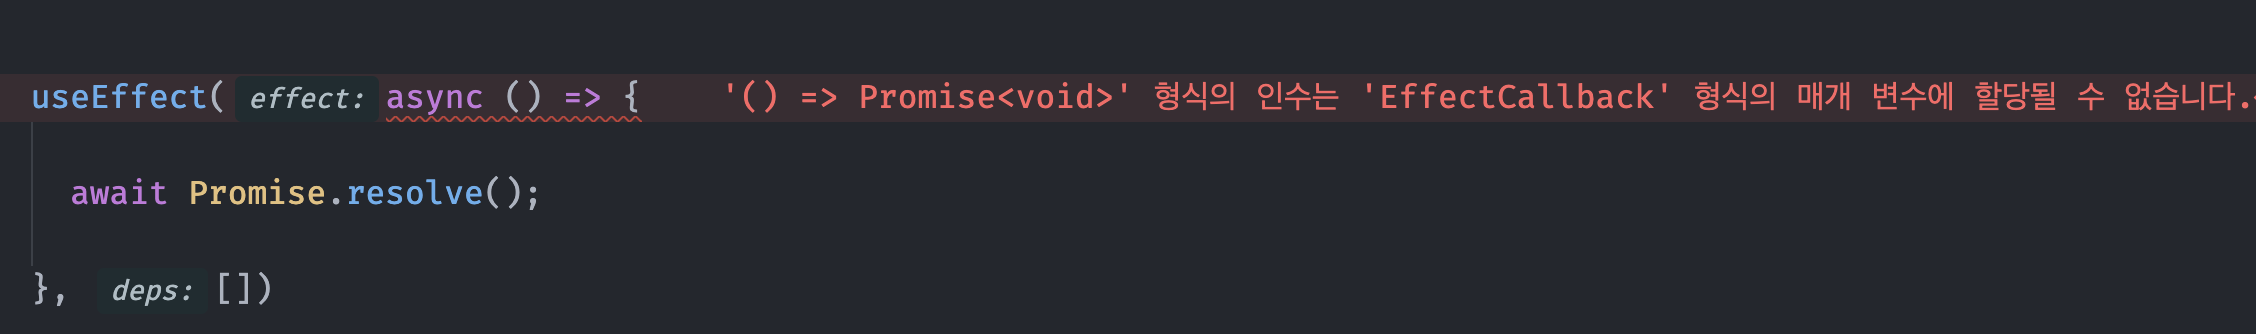 useEffect( effect: async () => { '() => Promise<void>' 형식의 인수는 'EffectCallback' 형식의 매개 변수에 할당될 수 없습니다.
await Promise.resolve();
}, deps: [])